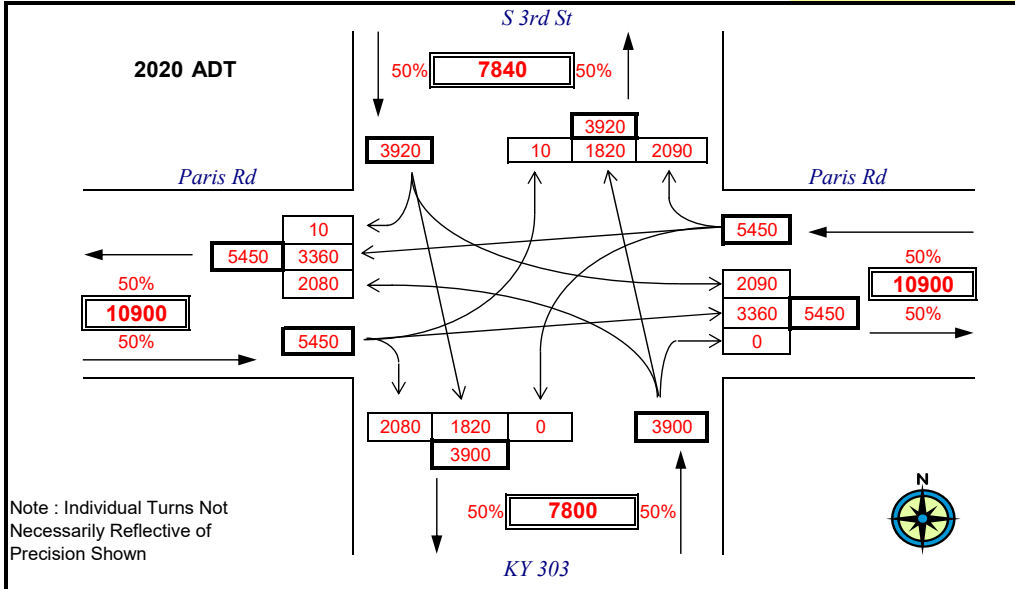 S 3rd St
2020 ADT
50% 7840 50%
3920
3920
10 1820 2090
Paris Rd
Paris Rd
10
5450 3360
2080
5450
50%
10900
50%
50%
10900
50%
2090
3360 5450
0
5450
2080 1820 0
3900
3900
Note : Individual Turns Not
Necessarily Reflective of
Precision Shown
50% 7800 50%
N
KY 303